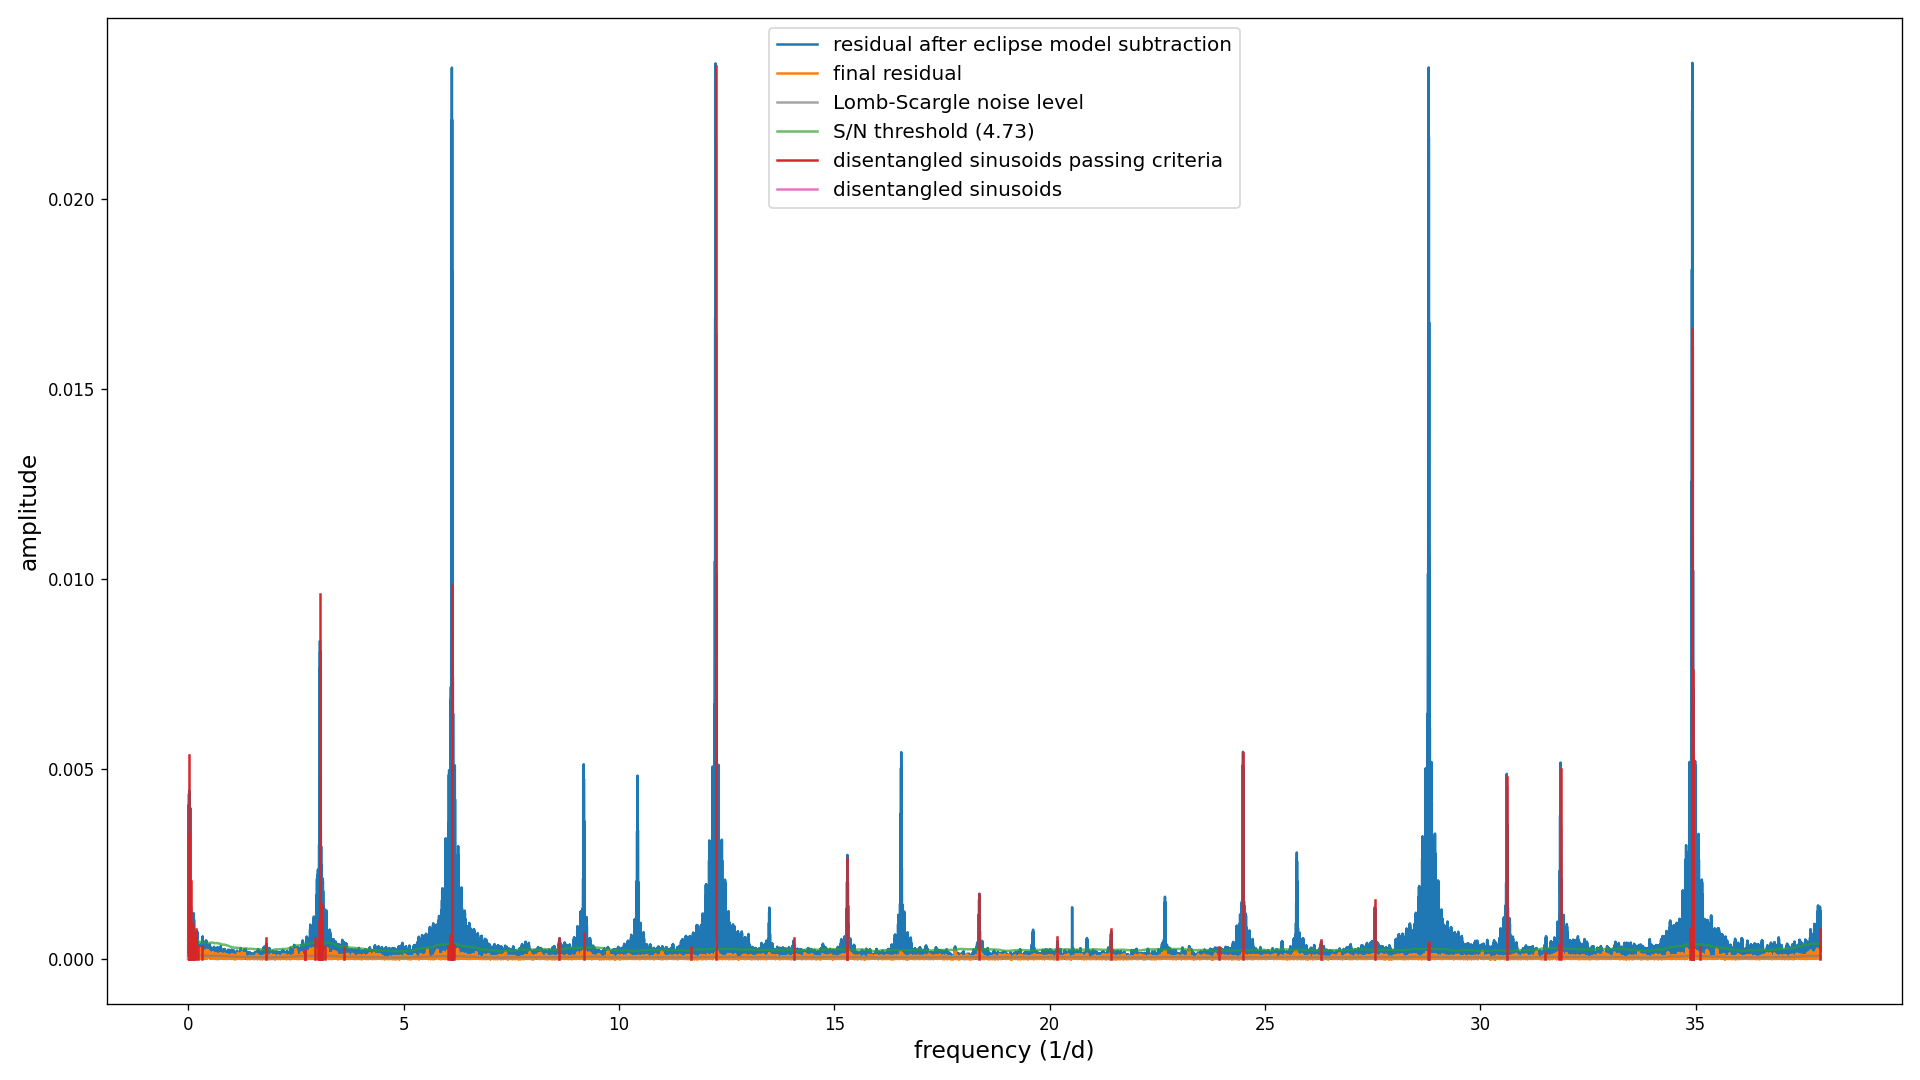 residual after eclipse model subtraction
final residual
Lomb-Scargle noise level
S/N threshold (4.73)
disentangled sinusoids passing criteria
disentangled sinusoids
0.020
0.015
0.010
0.005
0.000
amplitude
0 5 10 15 20 25 30 35
frequency (1/d)